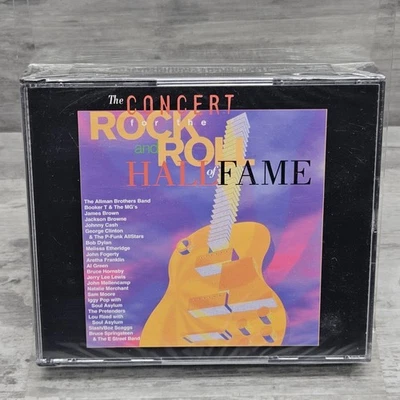 The CONCERT
for the
ROCK
and ROLL
HALL of FAME
The Allman Brothers Band
Booker T & The MG's
James Brown
Jackson Browne
Johnny Cash
George Clinton
& The P-Funk AllStars
Bob Dylan
Melissa Etheridge
John Fogerty
Aretha Franklin
Al Green
Bruce Hornsby
Jerry Lee Lewis
John Mellencamp
Natalie Merchant
Sam Moore
Iggy Pop with
Soul Asylum
The Pretenders
Lou Reed with
Soul Asylum
Slash/Boz Scaggs
Bruce Springsteen
& The E Street Band